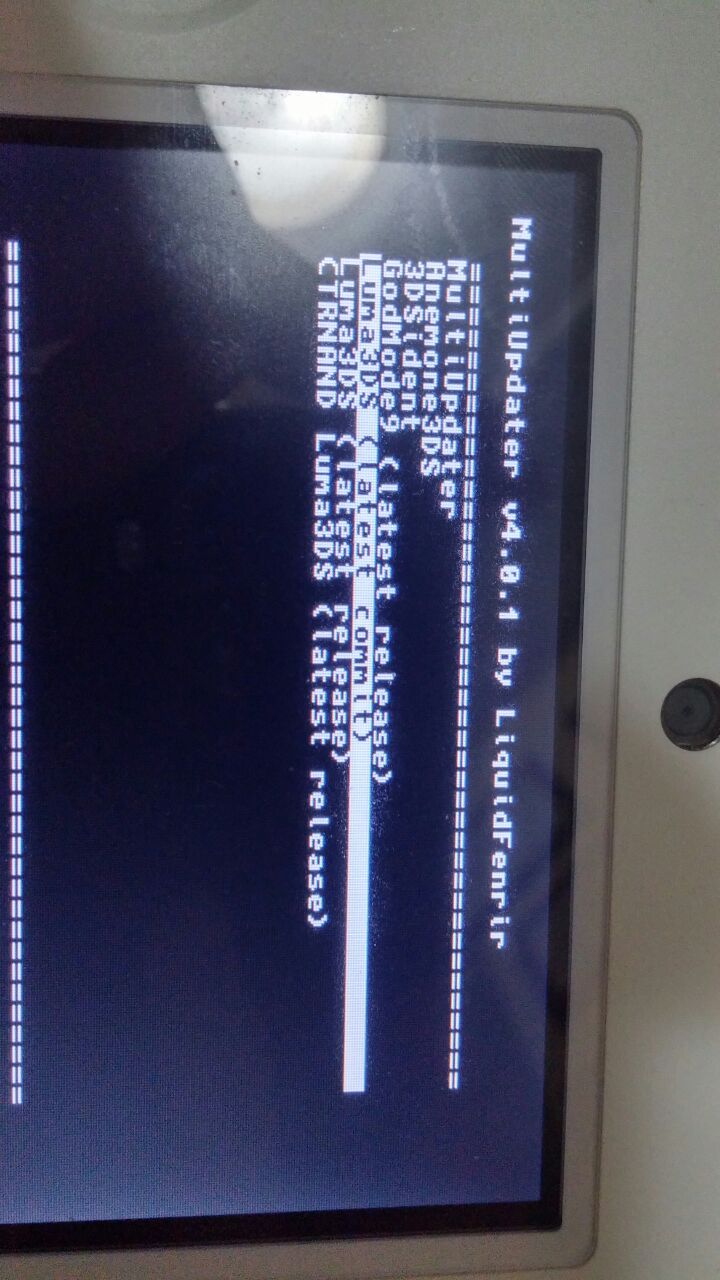 MultiUpdater v4.0.1 by LiquidFenrir
==================================================
MultiUpdater
Anemone3DS
3DSident
GodMode9 (latest release)
Luma3DS (latest commit)
Luma3DS (latest release)
CTRNAND Luma3DS (latest release)
==================================================